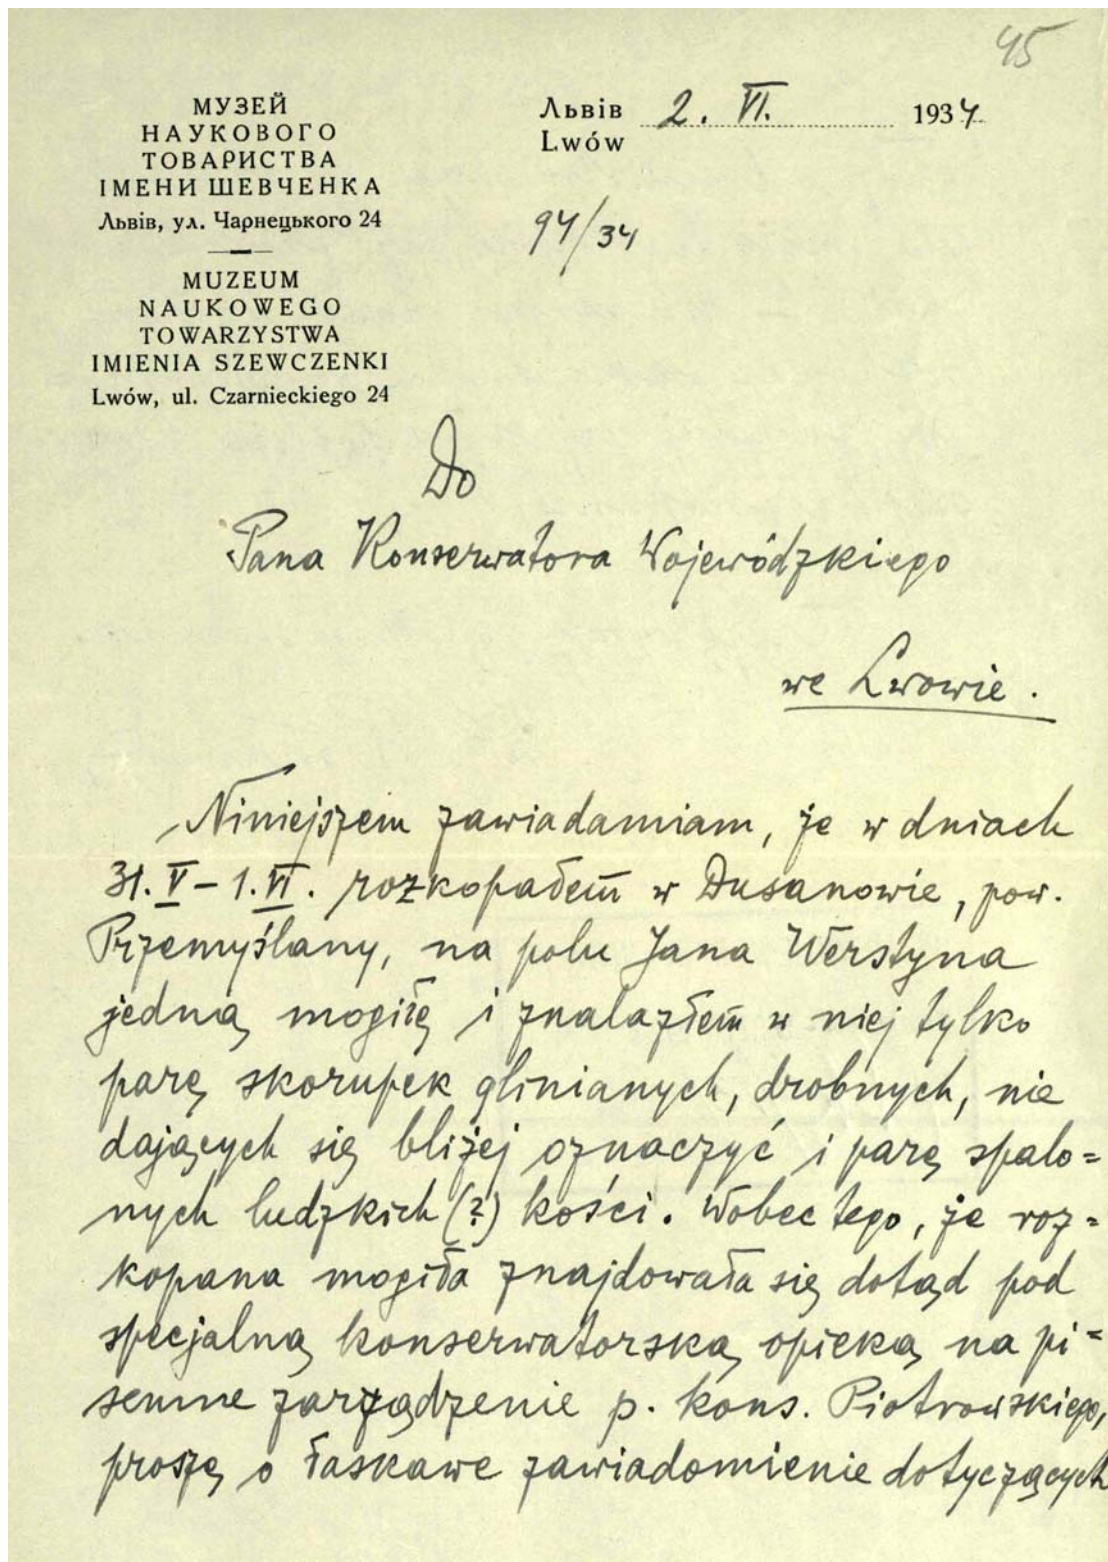 45
МУЗЕЙ
НАУКОВОГО
ТОВАРИСТВА
ІМЕНИ ШЕВЧЕНКА
Львів, ул. Чарнецького 24
MUZEUM
NAUKOWEGO
TOWARZYSTWA
IMIENIA SZEWCZENKI
Lwów, ul. Czarnieckiego 24
Львів 2. VI. 1934
Lwów
94/34
Do
Pana Konserwatora Wojewódzkiego
we Lwowie.
Niniejszem zawiadamiam, że w dniach
31. V – 1. VI. rozkopałem w Dusanowie, pow.
Przemyślany, na polu Jana Werstyna
jedną mogiłę i znalazłem w niej tylko
parę skorupek glinianych, drobnych, nie
dających się bliżej oznaczyć i parę spalo=
nych ludzkich (?) kości. Wobec tego, że roz=
kopana mogiła znajdowała się dotąd pod
specjalną konserwatorską opieką na pi=
semne zarządzenie p. kons. Piotrowskiego,
proszę o łaskawe zawiadomienie dotyczących